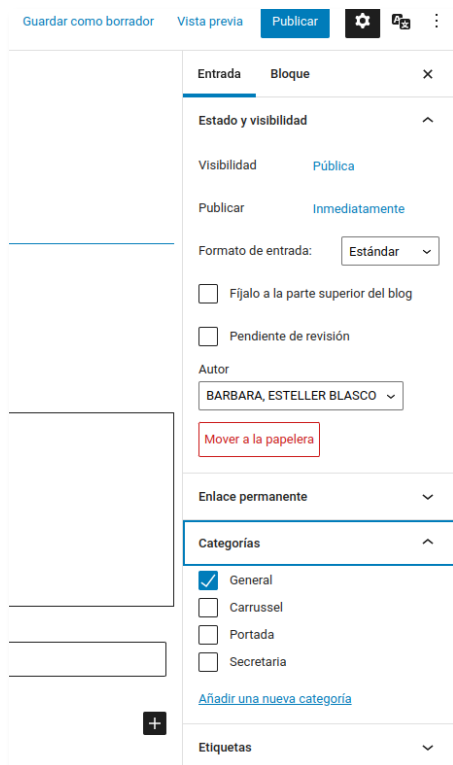 Guardar como borrador Vista previa Publicar
Entrada Bloque
Estado y visibilidad
Visibilidad Pública
Publicar Inmediatamente
Formato de entrada: Estándar
Fíjalo a la parte superior del blog
Pendiente de revisión
Autor
BARBARA, ESTELLER BLASCO
Mover a la papelera
Enlace permanente
Categorías
General
Carrussel
Portada
Secretaria
Añadir una nueva categoría
Etiquetas